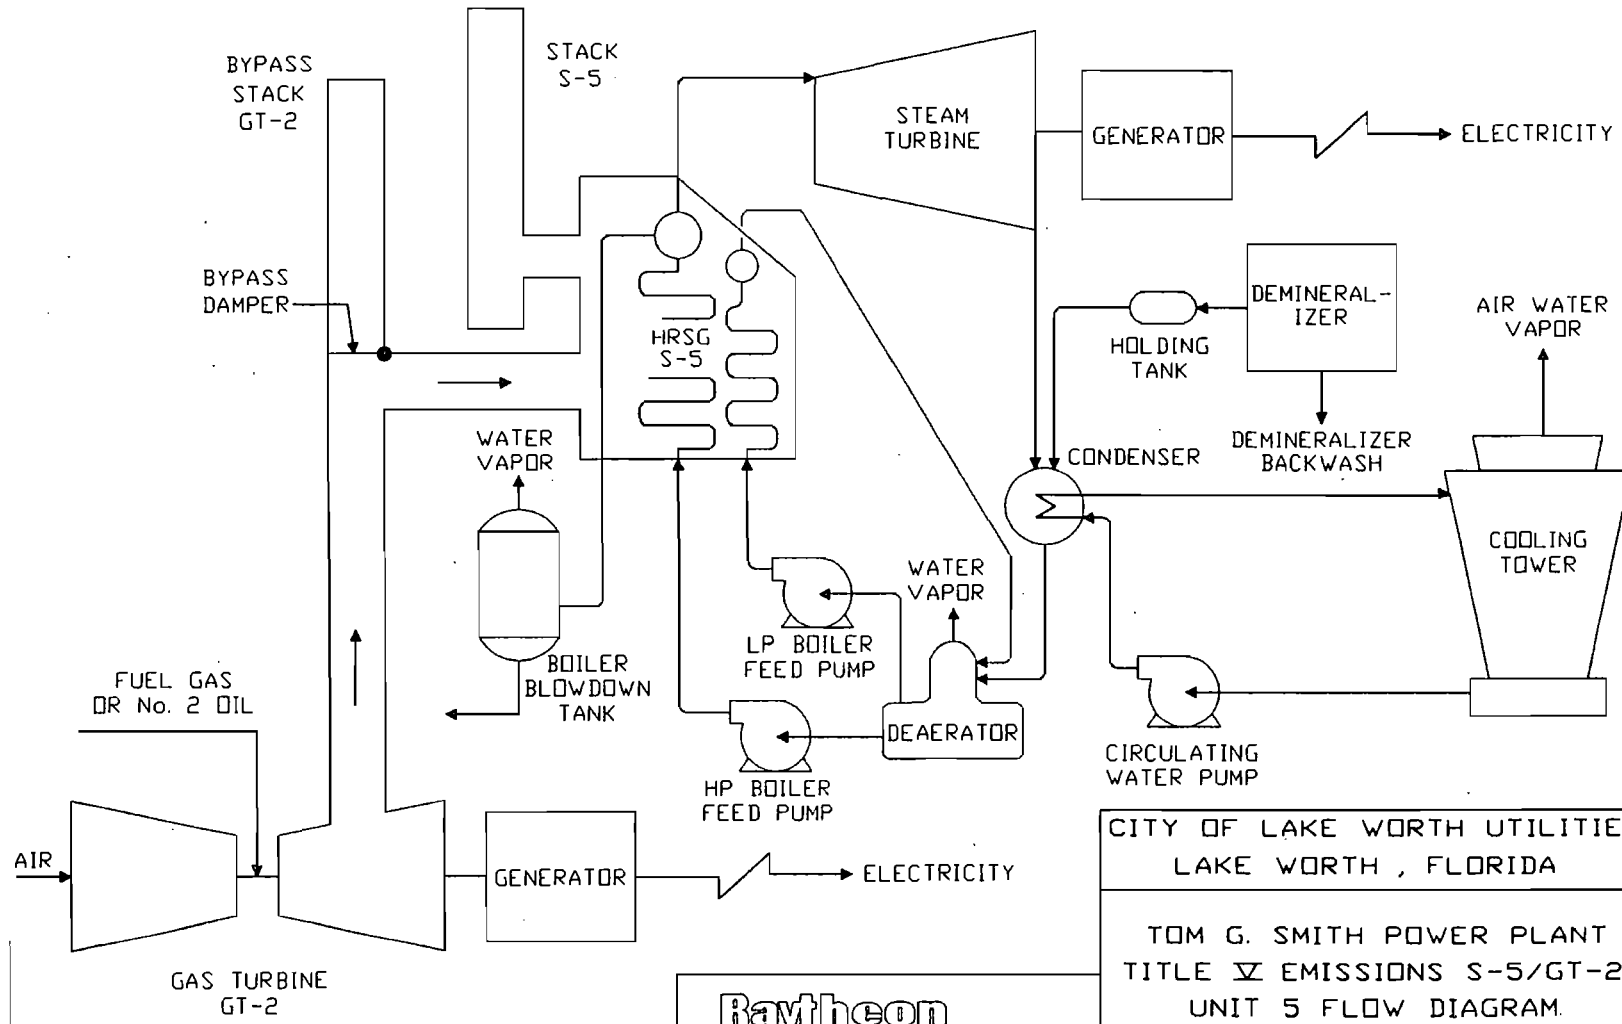 BYPASS
STACK
GT-2
STACK
S-5
STEAM
TURBINE
GENERATOR
ELECTRICITY
BYPASS
DAMPER
HRSG
S-5
DEMINERAL-
IZER
HOLDING
TANK
AIR WATER
VAPOR
DEMINERALIZER
BACKWASH
WATER
VAPOR
CONDENSER
COOLING
TOWER
WATER
VAPOR
LP BOILER
FEED PUMP
BOILER
BLOWDOWN
TANK
FUEL GAS
OR No. 2 OIL
DEAERATOR
CIRCULATING
WATER PUMP
HP BOILER
FEED PUMP
AIR
GENERATOR
ELECTRICITY
GAS TURBINE
GT-2
CITY OF LAKE WORTH UTILITIE
LAKE WORTH , FLORIDA
TOM G. SMITH POWER PLANT
TITLE V EMISSIONS S-5/GT-2
UNIT 5 FLOW DIAGRAM.
Raytheon